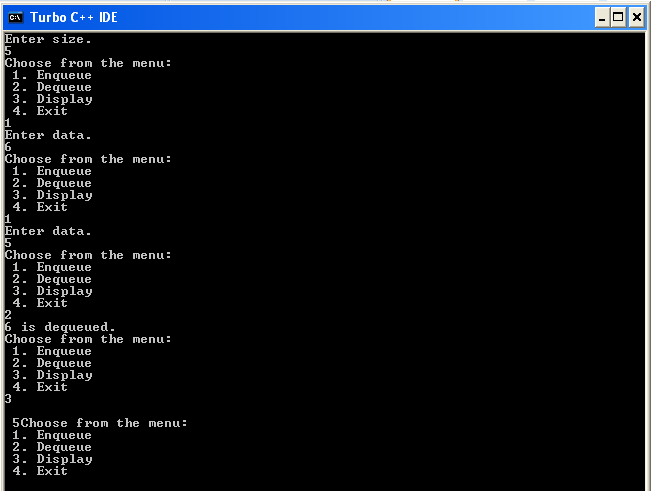 Turbo C++ IDE
Enter size.
5
Choose from the menu:
1. Enqueue
2. Dequeue
3. Display
4. Exit
1
Enter data.
6
Choose from the menu:
1. Enqueue
2. Dequeue
3. Display
4. Exit
1
Enter data.
5
Choose from the menu:
1. Enqueue
2. Dequeue
3. Display
4. Exit
2
6 is dequeued.
Choose from the menu:
1. Enqueue
2. Dequeue
3. Display
4. Exit
3
5Choose from the menu:
1. Enqueue
2. Dequeue
3. Display
4. Exit